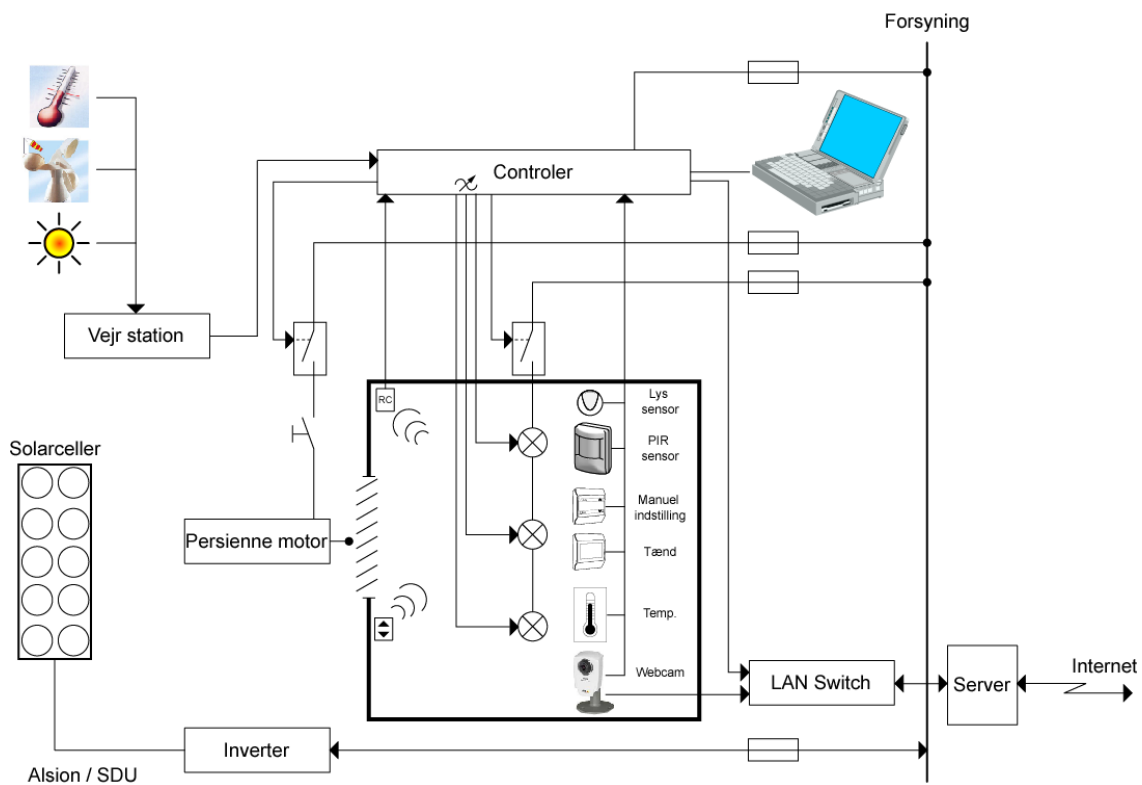 Forsyning
Controler
Vejr station
RC
Lys
sensor
PIR
sensor
Solarceller
Manuel
indstilling
Persienne motor
Tænd
Temp.
Webcam
LAN Switch
Server
Internet
Inverter
Alsion / SDU